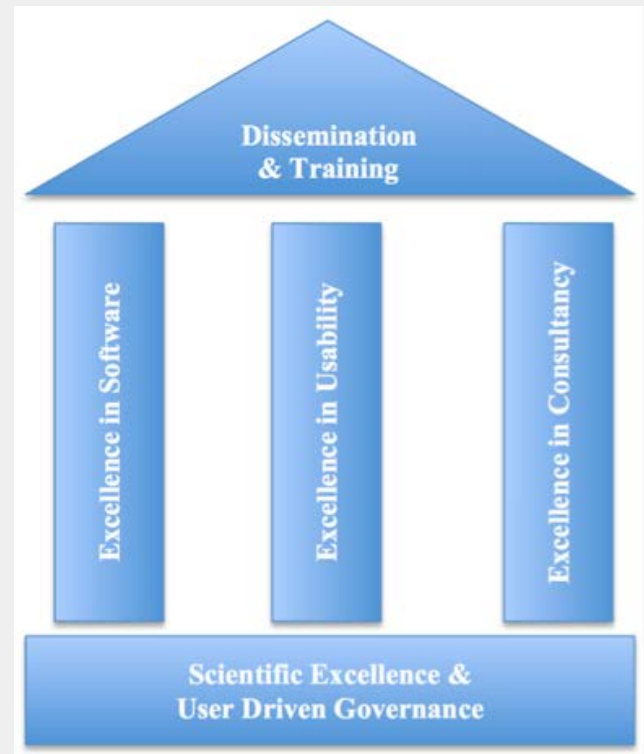 Dissemination
& Training
Excellence in Software
Excellence in Usability
Excellence in Consultancy
Scientific Excellence &
User Driven Governance